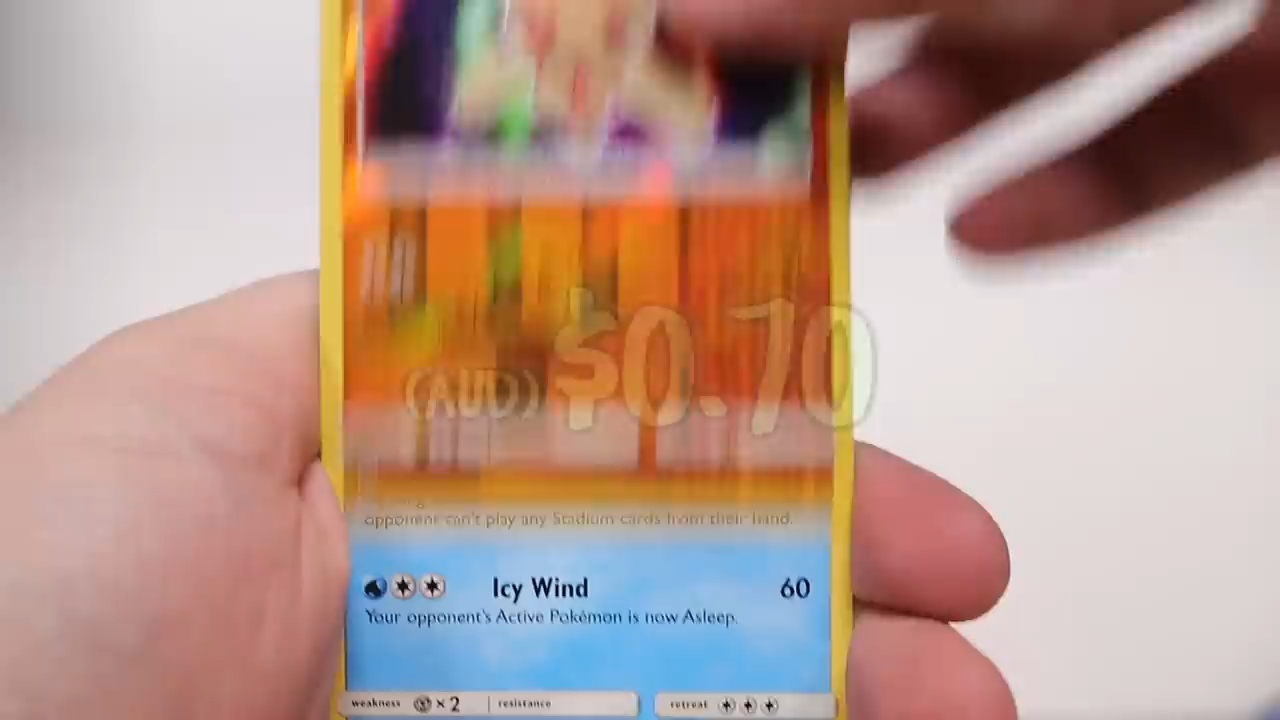 (AUD) $0.70
opponent can't play any Stadium cards from their hand.
Icy Wind 60
Your opponent's Active Pokémon is now Asleep.
weakness ×2 resistance retreat